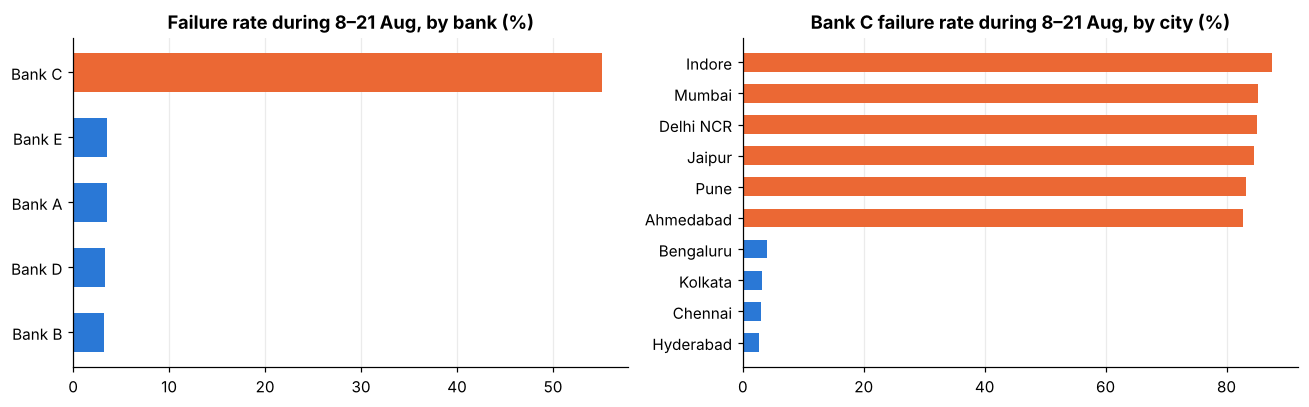 Failure rate during 8–21 Aug, by bank (%)
Bank C
Bank E
Bank A
Bank D
Bank B
0 10 20 30 40 50
Bank C failure rate during 8–21 Aug, by city (%)
Indore
Mumbai
Delhi NCR
Jaipur
Pune
Ahmedabad
Bengaluru
Kolkata
Chennai
Hyderabad
0 20 40 60 80